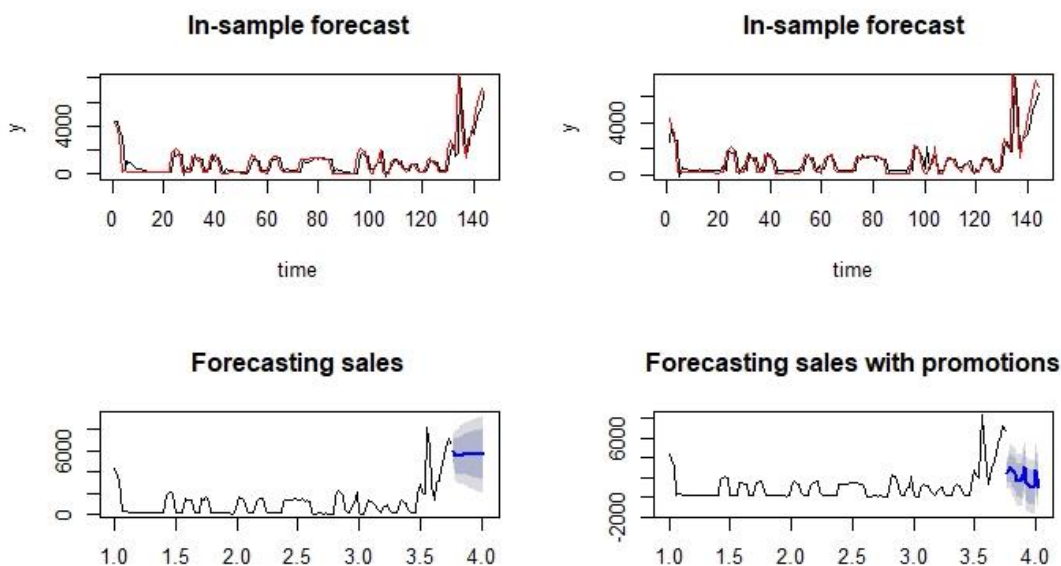 In-sample forecast
y
4000
0
0 20 40 60 80 100 120 140
time
In-sample forecast
y
4000
0
0 20 40 60 80 100 120 140
time
Forecasting sales
6000
0
1.0 1.5 2.0 2.5 3.0 3.5 4.0
Forecasting sales with promotions
6000
-2000
1.0 1.5 2.0 2.5 3.0 3.5 4.0